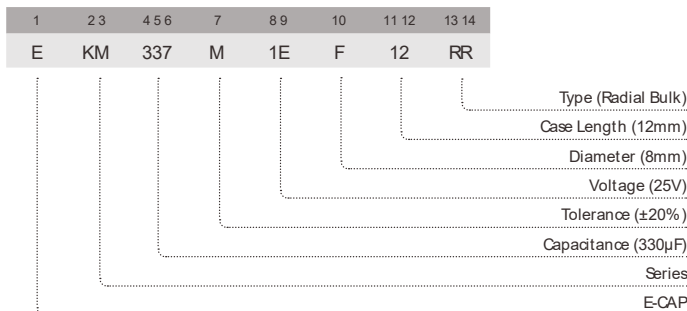 1 2 3 4 5 6 7 8 9 10 11 12 13 14
E KM 337 M 1E F 12 RR
Type (Radial Bulk)
Case Length (12mm)
Diameter (8mm)
Voltage (25V)
Tolerance (±20%)
Capacitance (330µF)
Series
E-CAP